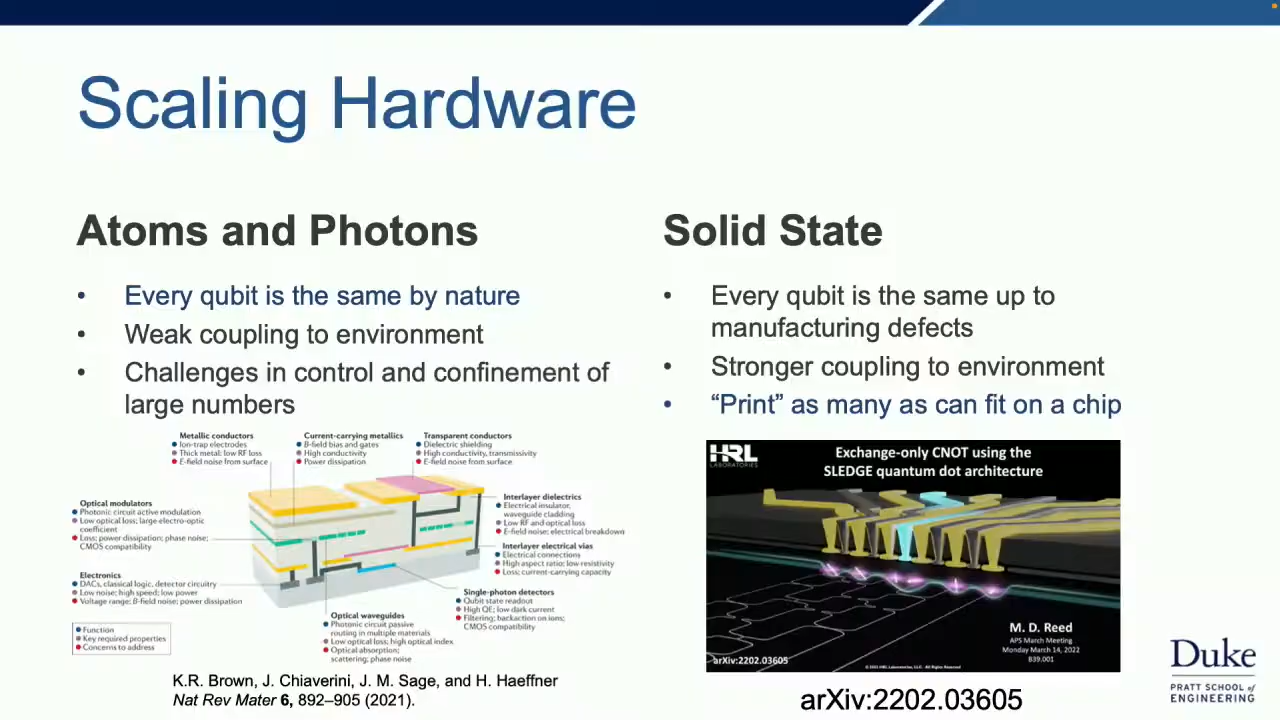 Scaling Hardware
Atoms and Photons
• Every qubit is the same by nature
• Weak coupling to environment
• Challenges in control and confinement of
large numbers
Metallic conductors
Ion-trap electrodes
Thick metal; low RF loss
E-field noise from surface
Current-carrying metallics
B-field bias and gates
High conductivity
Power dissipation
Transparent conductors
Dielectric shielding
High conductivity, transmissivity
E-field noise from surface
Optical modulators
Photonic circuit active modulation
Low optical loss; large electro-optic
coefficient
Loss; power dissipation; phase noise;
CMOS compatibility
Interlayer dielectrics
Electrical insulator,
waveguide cladding
Low RF and optical loss
E-field noise; electrical breakdown
Interlayer electrical vias
Electrical connections
High aspect ratio; low resistivity
Loss; current-carrying capacity
Electronics
DACs, classical logic, detector circuitry
Low noise; high speed; low power
Voltage range; B-field noise; power dissipation
Single-photon detectors
Qubit state readout
High QE; low dark current
Filtering; backaction on ions;
CMOS compatibility
Optical waveguides
Photonic circuit passive
routing in multiple materials
Low optical loss; high optical index
Optical absorption;
scattering; phase noise
Function
Key required properties
Concerns to address
K.R. Brown, J. Chiaverini, J. M. Sage, and H. Haeffner
Nat Rev Mater 6, 892–905 (2021).
Solid State
• Every qubit is the same up to
manufacturing defects
• Stronger coupling to environment
• “Print” as many as can fit on a chip
HRL
LABORATORIES
Exchange-only CNOT using the
SLEDGE quantum dot architecture
M. D. Reed
APS March Meeting
Monday March 14, 2022
B39.001
arXiv:2202.03605
© 2022 HRL Laboratories, LLC. All Rights Reserved
arXiv:2202.03605
Duke
PRATT SCHOOL of
ENGINEERING